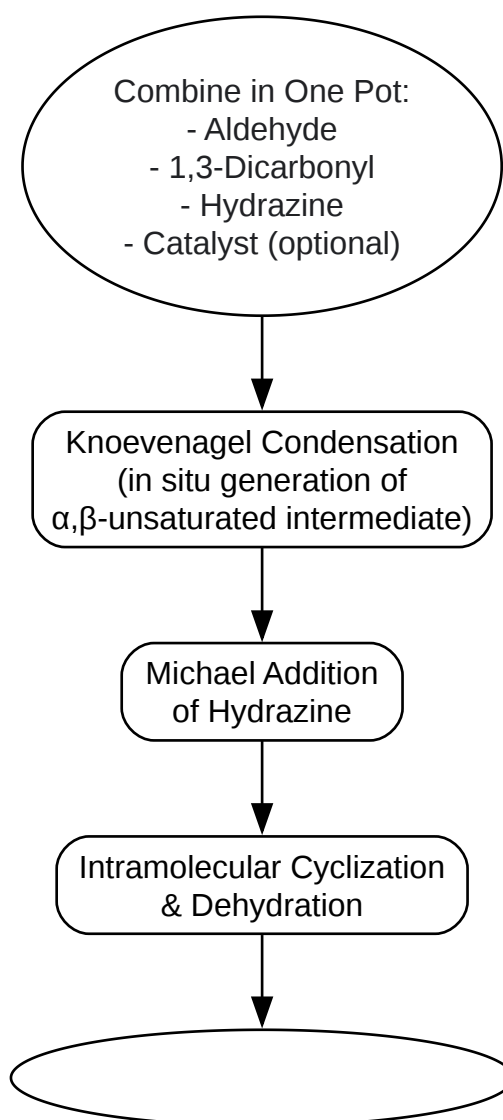 Combine in One Pot:
- Aldehyde
- 1,3-Dicarbonyl
- Hydrazine
- Catalyst (optional)
Knoevenagel Condensation
(in situ generation of
α,β-unsaturated intermediate)
Michael Addition
of Hydrazine
Intramolecular Cyclization
& Dehydration